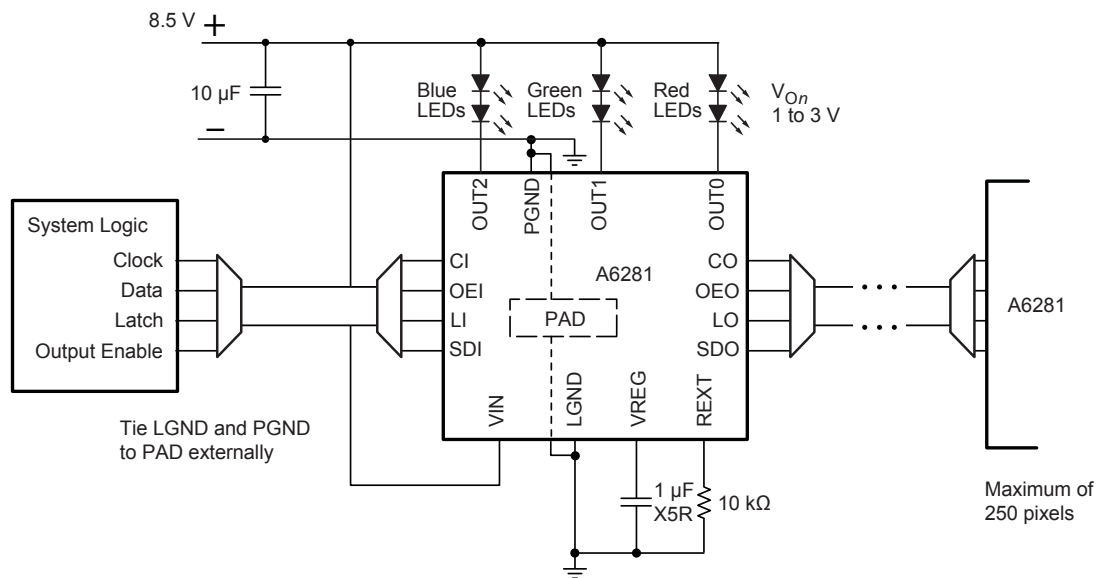 8.5 V +
10 µF
−
Blue LEDs
Green LEDs
Red LEDs
V_On
1 to 3 V
OUT2
PGND
OUT1
OUT0
System Logic
Clock
Data
Latch
Output Enable
CI
OEI
LI
SDI
A6281
PAD
CO
OEO
LO
SDO
A6281
VIN
LGND
VREG
REXT
Tie LGND and PGND
to PAD externally
1 µF
X5R
10 kΩ
Maximum of
250 pixels